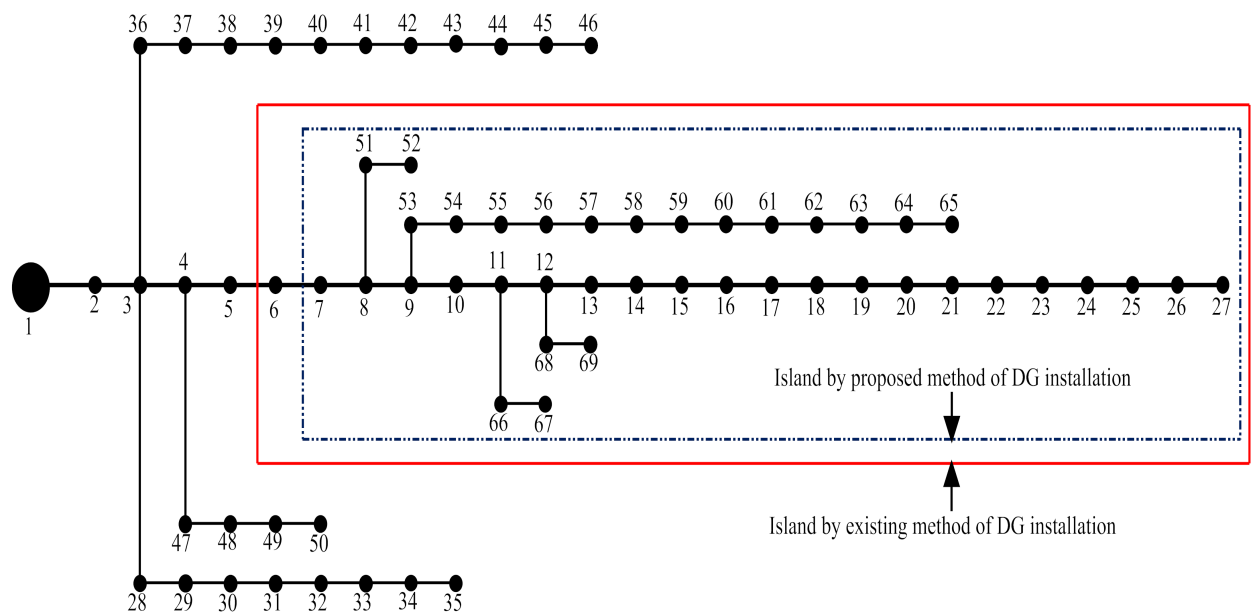 36 37 38 39 40 41 42 43 44 45 46
51 52
53 54 55 56 57 58 59 60 61 62 63 64 65
4 11 12
1 2 3 5 6 7 8 9 10 13 14 15 16 17 18 19 20 21 22 23 24 25 26 27
68 69
Island by proposed method of DG installation
66 67
Island by existing method of DG installation
47 48 49 50
28 29 30 31 32 33 34 35